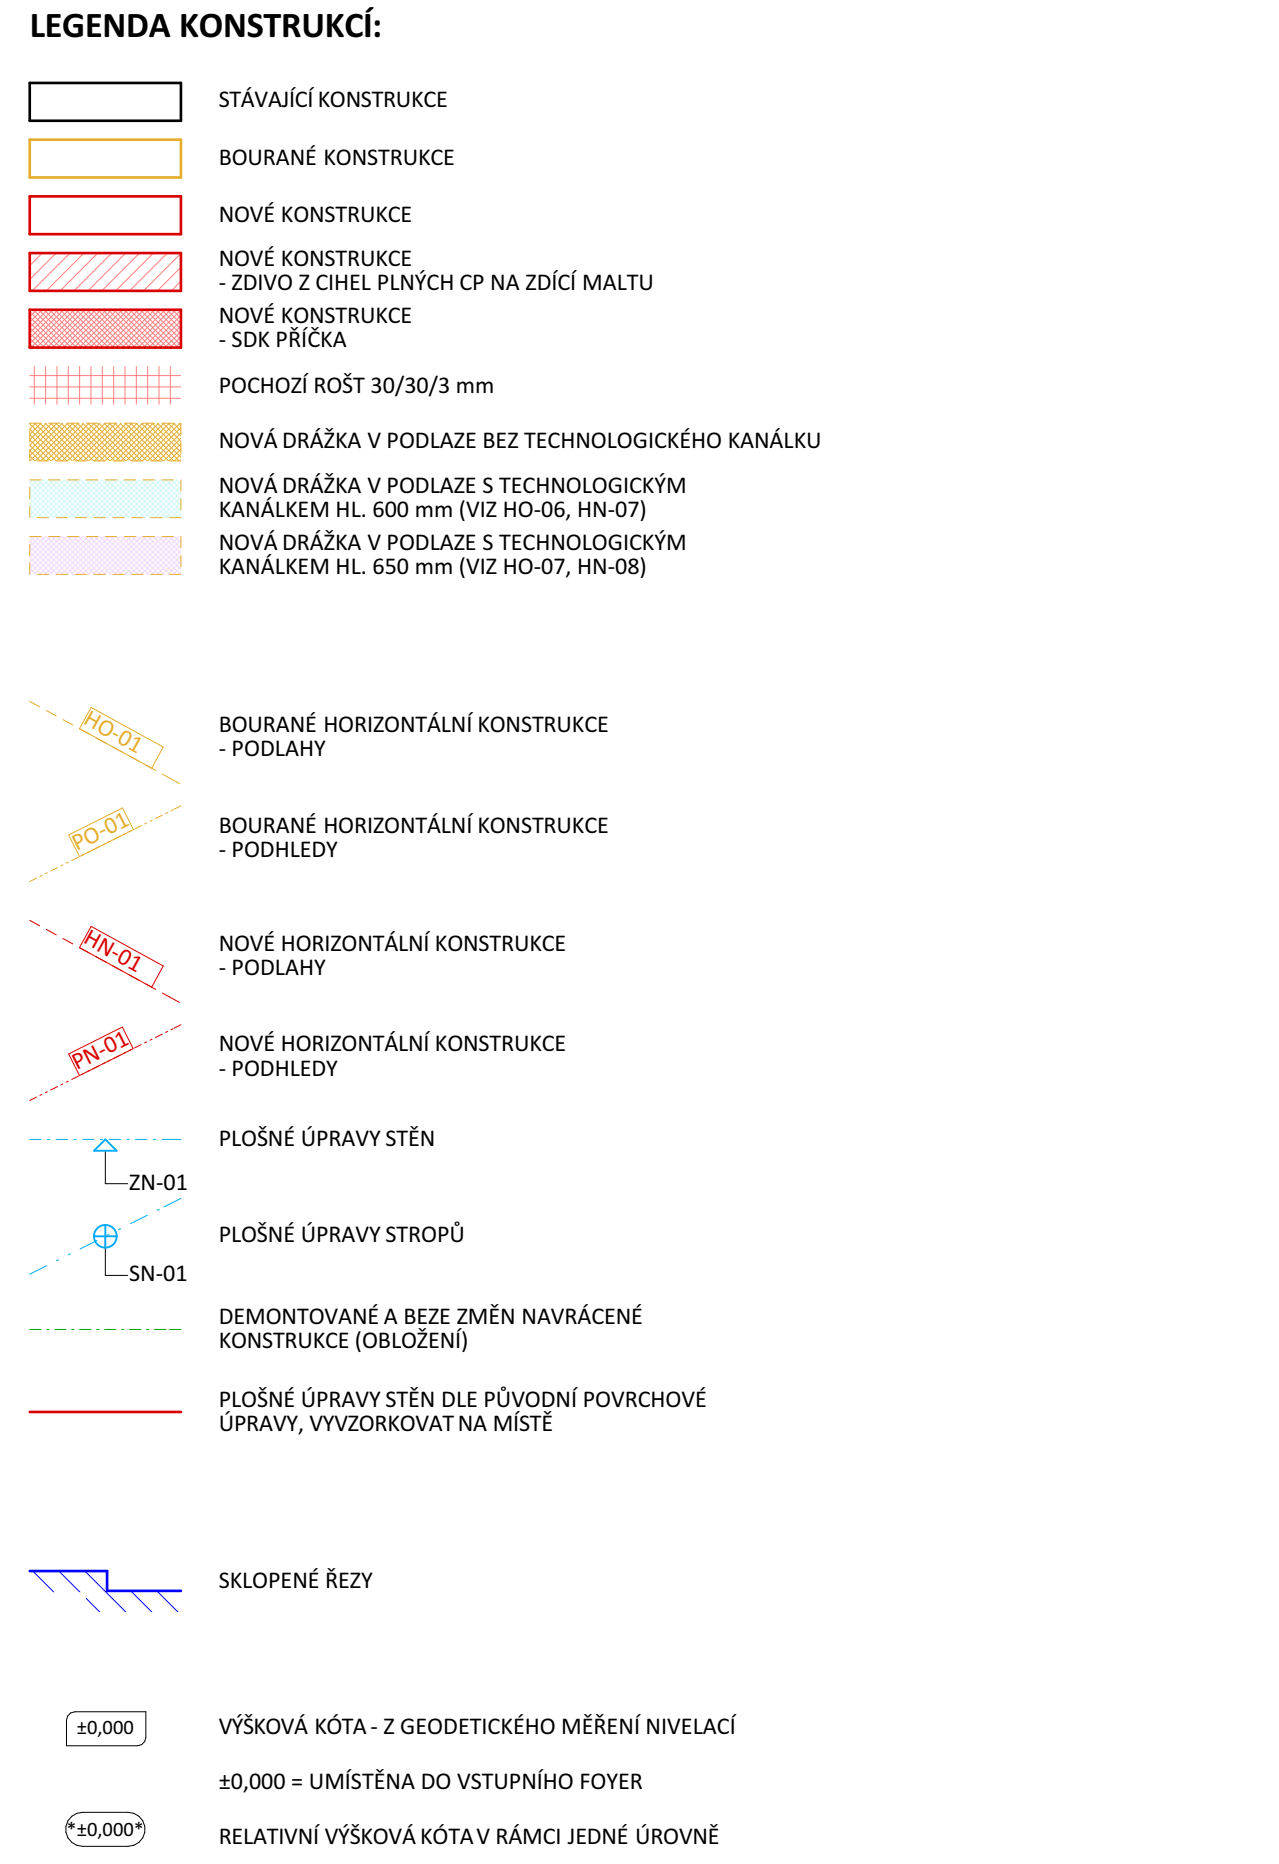 LEGENDA KONSTRUKCÍ:
STÁVAJÍCÍ KONSTRUKCE
BOURANÉ KONSTRUKCE
NOVÉ KONSTRUKCE
NOVÉ KONSTRUKCE
- ZDIVO Z CIHEL PLNÝCH CP NA ZDÍCÍ MALTU
NOVÉ KONSTRUKCE
- SDK PŘÍČKA
POCHOZÍ ROŠT 30/30/3 mm
NOVÁ DRÁŽKA V PODLAZE BEZ TECHNOLOGICKÉHO KANÁLKU
NOVÁ DRÁŽKA V PODLAZE S TECHNOLOGICKÝM
KANÁLKEM HL. 600 mm (VIZ HO-06, HN-07)
NOVÁ DRÁŽKA V PODLAZE S TECHNOLOGICKÝM
KANÁLKEM HL. 650 mm (VIZ HO-07, HN-08)
HO-01
BOURANÉ HORIZONTÁLNÍ KONSTRUKCE
- PODLAHY
PO-01
BOURANÉ HORIZONTÁLNÍ KONSTRUKCE
- PODHLEDY
HN-01
NOVÉ HORIZONTÁLNÍ KONSTRUKCE
- PODLAHY
PN-01
NOVÉ HORIZONTÁLNÍ KONSTRUKCE
- PODHLEDY
PLOŠNÉ ÚPRAVY STĚN
ZN-01
PLOŠNÉ ÚPRAVY STROPŮ
SN-01
DEMONTOVANÉ A BEZE ZMĚN NAVRÁCENÉ
KONSTRUKCE (OBLOŽENÍ)
PLOŠNÉ ÚPRAVY STĚN DLE PŮVODNÍ POVRCHOVÉ
ÚPRAVY, VYVZORKOVAT NA MÍSTĚ
SKLOPENÉ ŘEZY
±0,000
VÝŠKOVÁ KÓTA - Z GEODETICKÉHO MĚŘENÍ NIVELACÍ
±0,000 = UMÍSTĚNA DO VSTUPNÍHO FOYER
*±0,000*
RELATIVNÍ VÝŠKOVÁ KÓTA V RÁMCI JEDNÉ ÚROVNĚ